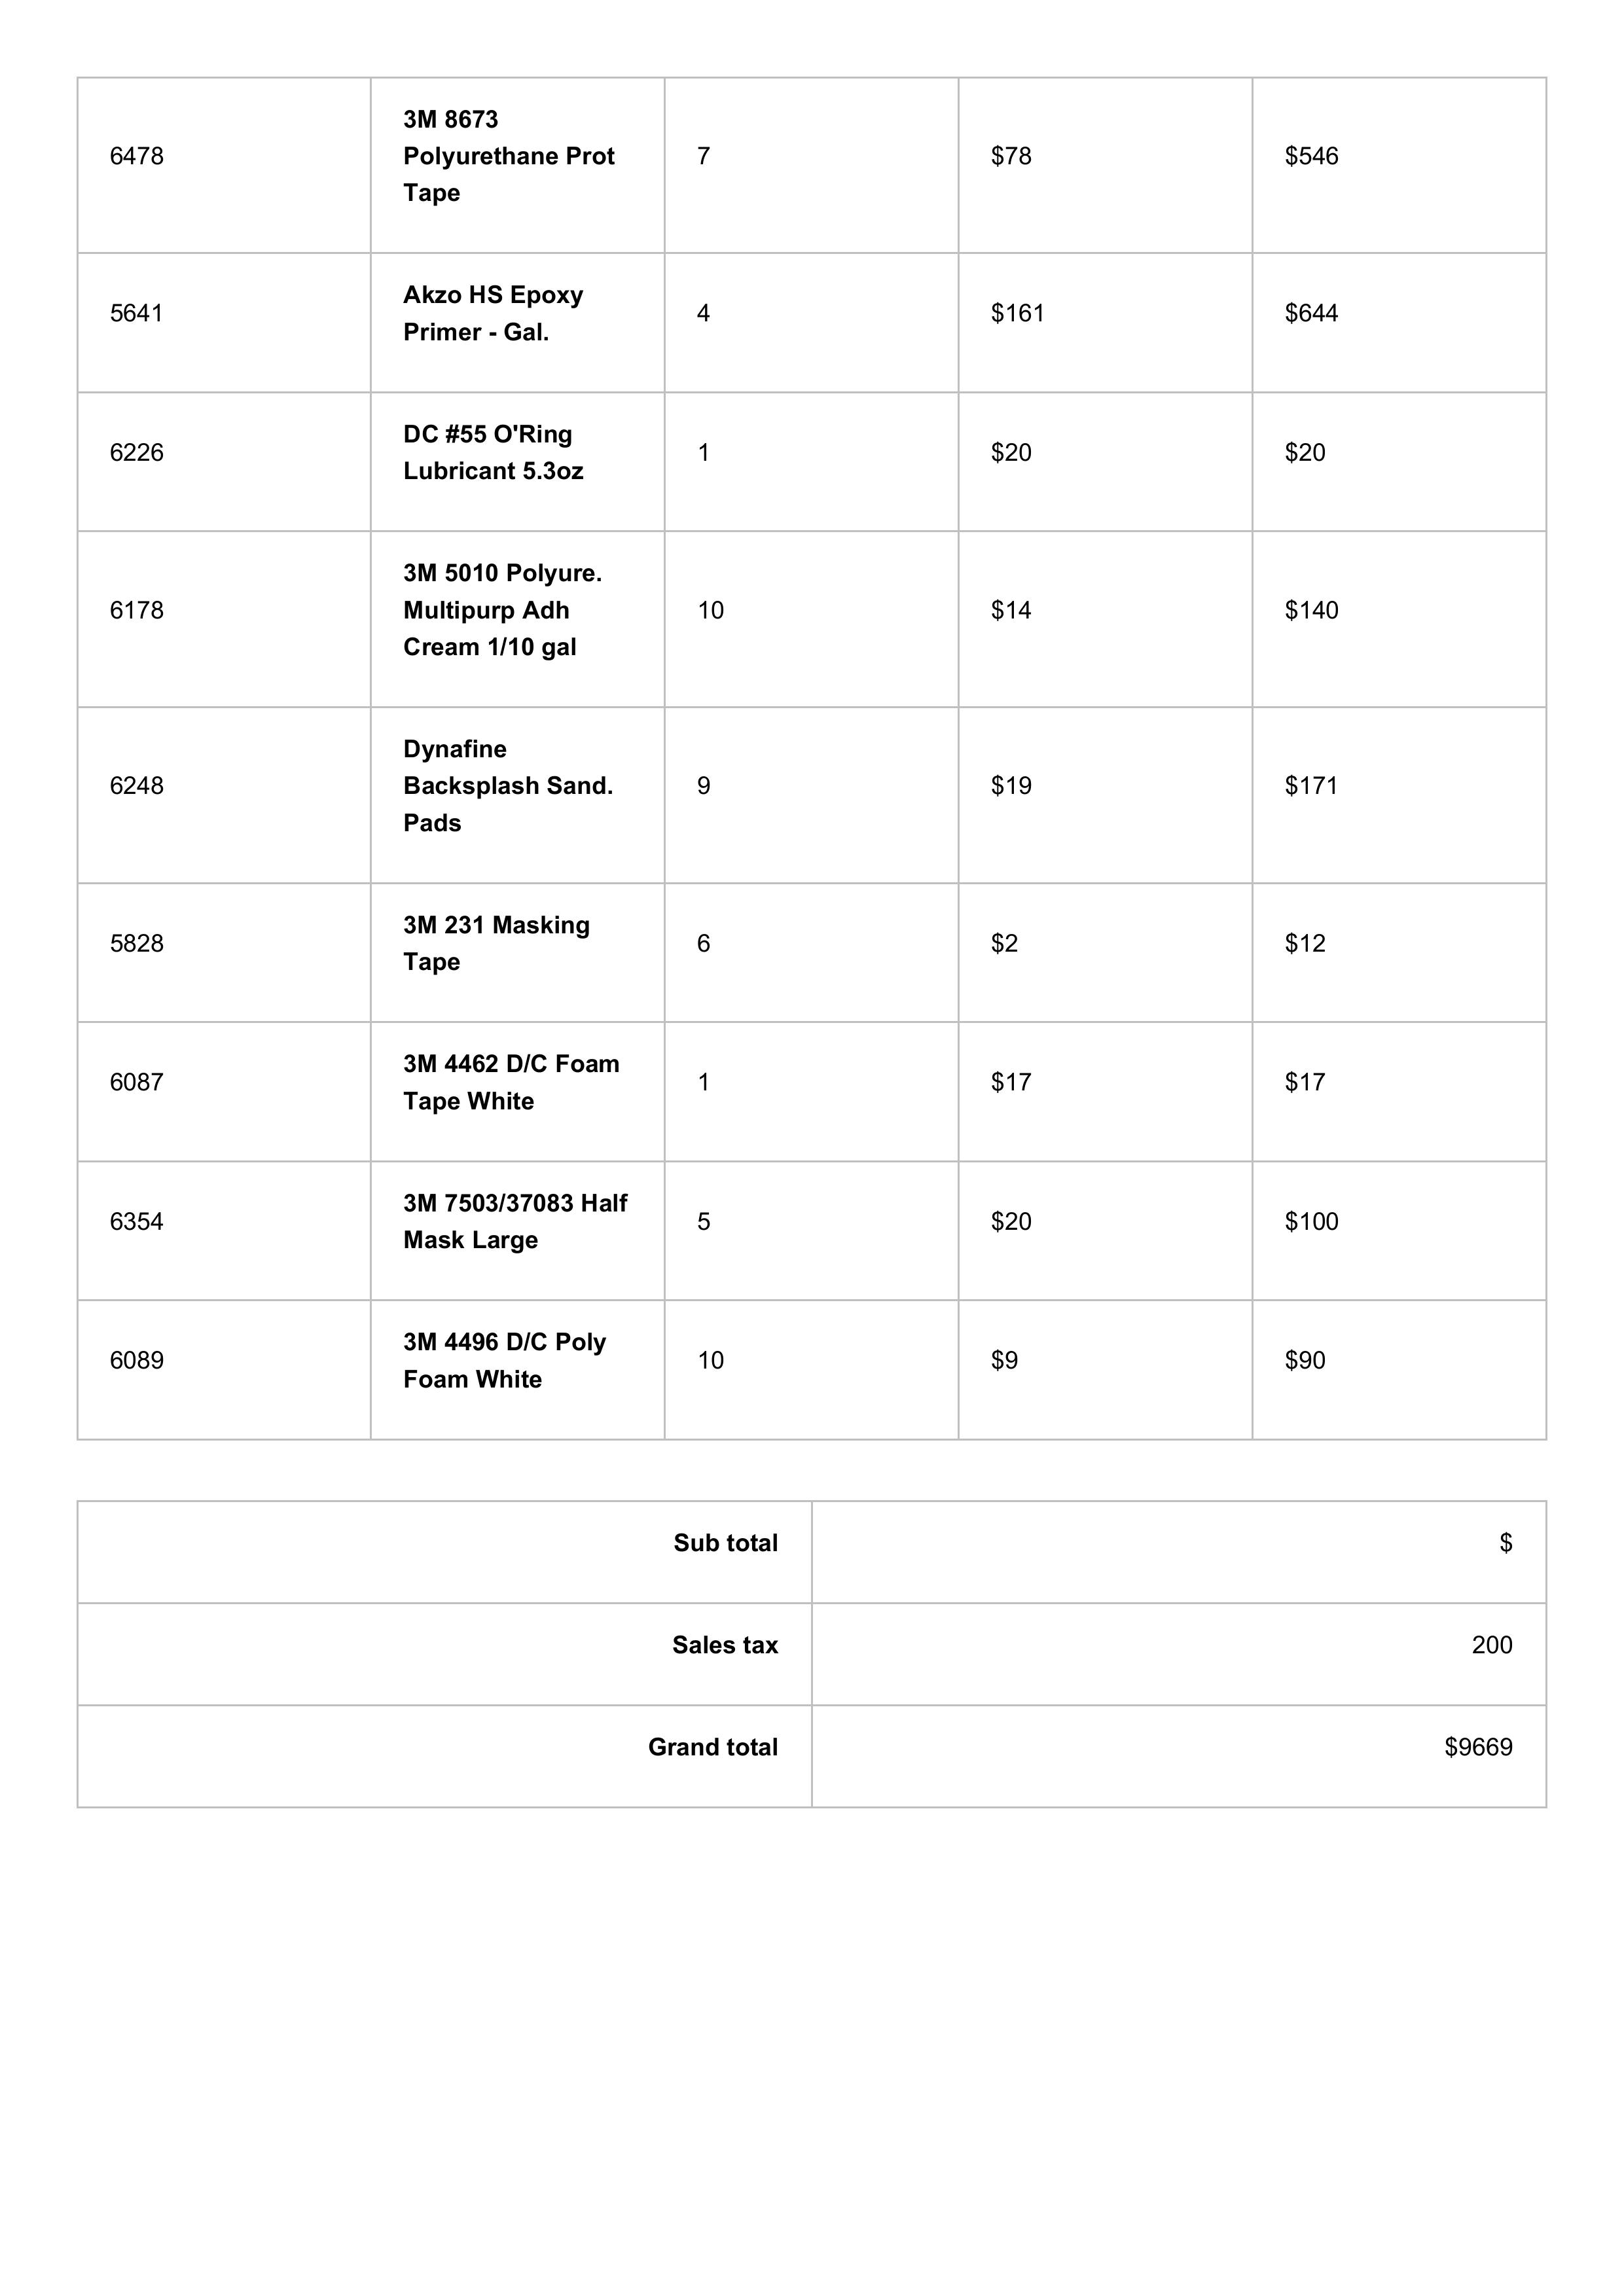 6478
3M 8673
Polyurethane Prot
Tape
7
$78
$546
5641
Akzo HS Epoxy
Primer - Gal.
4
$161
$644
6226
DC #55 O'Ring
Lubricant 5.3oz
1
$20
$20
6178
3M 5010 Polyure.
Multipurp Adh
Cream 1/10 gal
10
$14
$140
6248
Dynafine
Backsplash Sand.
Pads
9
$19
$171
5828
3M 231 Masking
Tape
6
$2
$12
6087
3M 4462 D/C Foam
Tape White
1
$17
$17
6354
3M 7503/37083 Half
Mask Large
5
$20
$100
6089
3M 4496 D/C Poly
Foam White
10
$9
$90
Sub total
$
Sales tax
200
Grand total
$9669